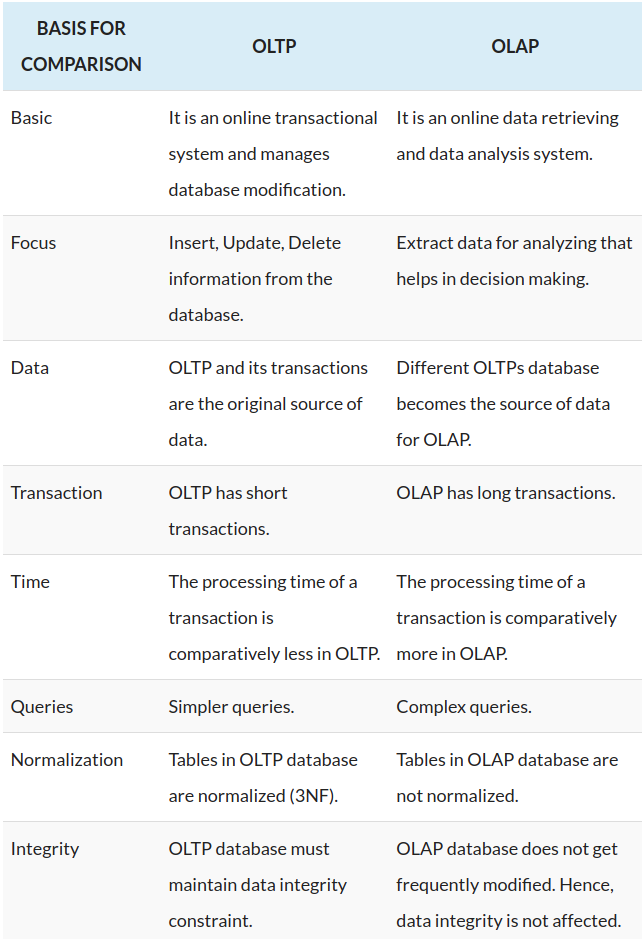 BASIS FOR COMPARISON | OLTP | OLAP
Basic | It is an online transactional system and manages database modification. | It is an online data retrieving and data analysis system.
Focus | Insert, Update, Delete information from the database. | Extract data for analyzing that helps in decision making.
Data | OLTP and its transactions are the original source of data. | Different OLTPs database becomes the source of data for OLAP.
Transaction | OLTP has short transactions. | OLAP has long transactions.
Time | The processing time of a transaction is comparatively less in OLTP. | The processing time of a transaction is comparatively more in OLAP.
Queries | Simpler queries. | Complex queries.
Normalization | Tables in OLTP database are normalized (3NF). | Tables in OLAP database are not normalized.
Integrity | OLTP database must maintain data integrity constraint. | OLAP database does not get frequently modified. Hence, data integrity is not affected.